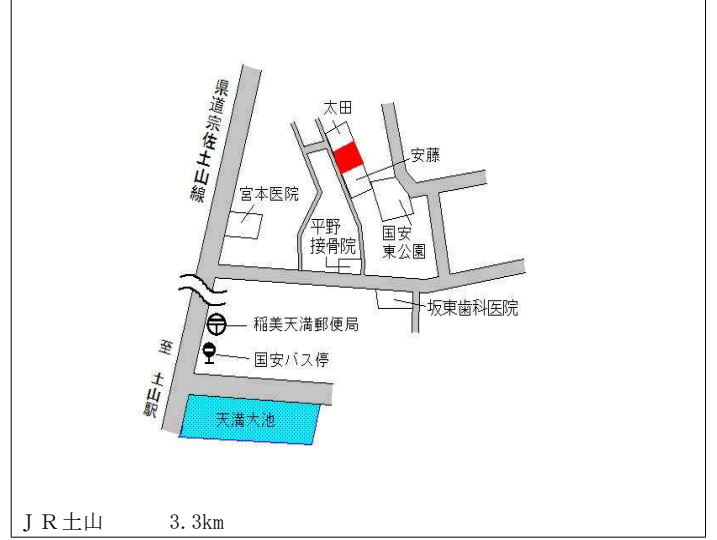 県道宗佐土山線
太田
安藤
宮本医院
平野
接骨院
国安
東公園
坂東歯科医院
稲美天満郵便局
国安バス停
至 土山駅
天満大池
ＪＲ土山 3.3km